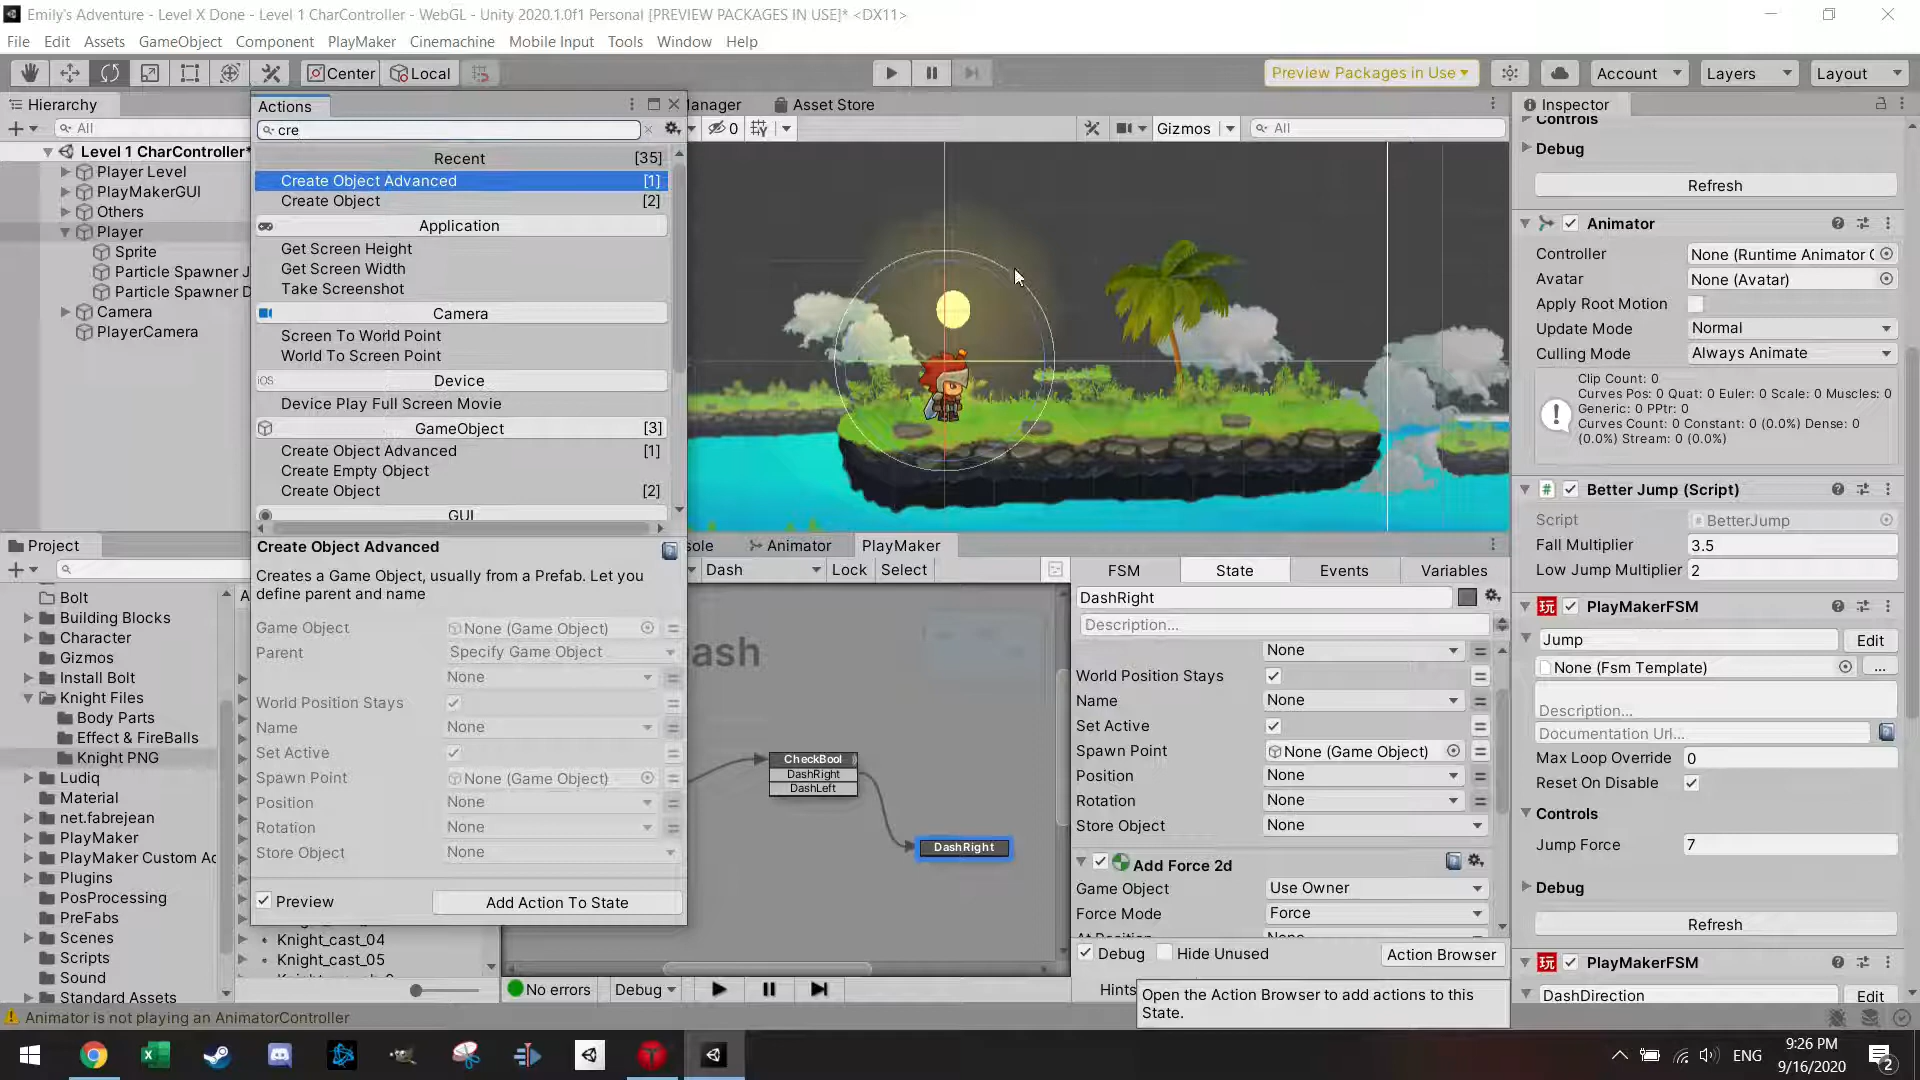 Emily's Adventure - Level X Done - Level 1 CharController - WebGL - Unity 2020.1.0f1 Personal [PREVIEW PACKAGES IN USE]* <DX11>
File Edit Assets GameObject Component PlayMaker Cinemachine Mobile Input Tools Window Help
Center Local Preview Packages in Use Account Layers Layout
Hierarchy
All
Level 1 CharController*
Player Level
PlayMakerGUI
Others
Player
Sprite
Particle Spawner J
Particle Spawner D
Camera
PlayerCamera
Actions
cre
Recent [35]
Create Object Advanced [1]
Create Object [2]
Application
Get Screen Height
Get Screen Width
Take Screenshot
Camera
Screen To World Point
World To Screen Point
Device
iOS
Device Play Full Screen Movie
GameObject [3]
Create Object Advanced [1]
Create Empty Object
Create Object [2]
GUI
Create Object Advanced
Creates a Game Object, usually from a Prefab. Let you
define parent and name
Game Object None (Game Object)
Parent Specify Game Object
None
World Position Stays
Name None
Set Active
Spawn Point None (Game Object)
Position None
Rotation None
Store Object None
Preview Add Action To State
anager Asset Store
0 Gizmos All
Project
Bolt
Building Blocks
Character
Gizmos
Install Bolt
Knight Files
Body Parts
Effect & FireBalls
Knight PNG
Ludiq
Material
net.fabrejean
PlayMaker
PlayMaker Custom Ac
Plugins
PosProcessing
PreFabs
Scenes
Scripts
Sound
Standard Assets
Knight_cast_04
Knight_cast_05
sole Animator PlayMaker
Dash Lock Select
ash
CheckBool
DashRight
DashLeft
DashRight
No errors Debug
FSM State Events Variables
DashRight
Description...
None
World Position Stays
Name None
Set Active
Spawn Point None (Game Object)
Position None
Rotation None
Store Object None
Add Force 2d
Game Object Use Owner
Force Mode Force
Debug Hide Unused Action Browser
Hints
Open the Action Browser to add actions to this
State.
Inspector
Controls
Debug
Refresh
Animator
Controller None (Runtime Animator C
Avatar None (Avatar)
Apply Root Motion
Update Mode Normal
Culling Mode Always Animate
Clip Count: 0
Curves Pos: 0 Quat: 0 Euler: 0 Scale: 0 Muscles: 0
Generic: 0 PPtr: 0
Curves Count: 0 Constant: 0 (0.0%) Dense: 0
(0.0%) Stream: 0 (0.0%)
Better Jump (Script)
Script BetterJump
Fall Multiplier 3.5
Low Jump Multiplier 2
PlayMakerFSM
Jump Edit
None (Fsm Template) ...
Description...
Documentation Url...
Max Loop Override 0
Reset On Disable
Controls
Jump Force 7
Debug
Refresh
PlayMakerFSM
DashDirection Edit
Animator is not playing an AnimatorController
ENG
9:26 PM
9/16/2020
2